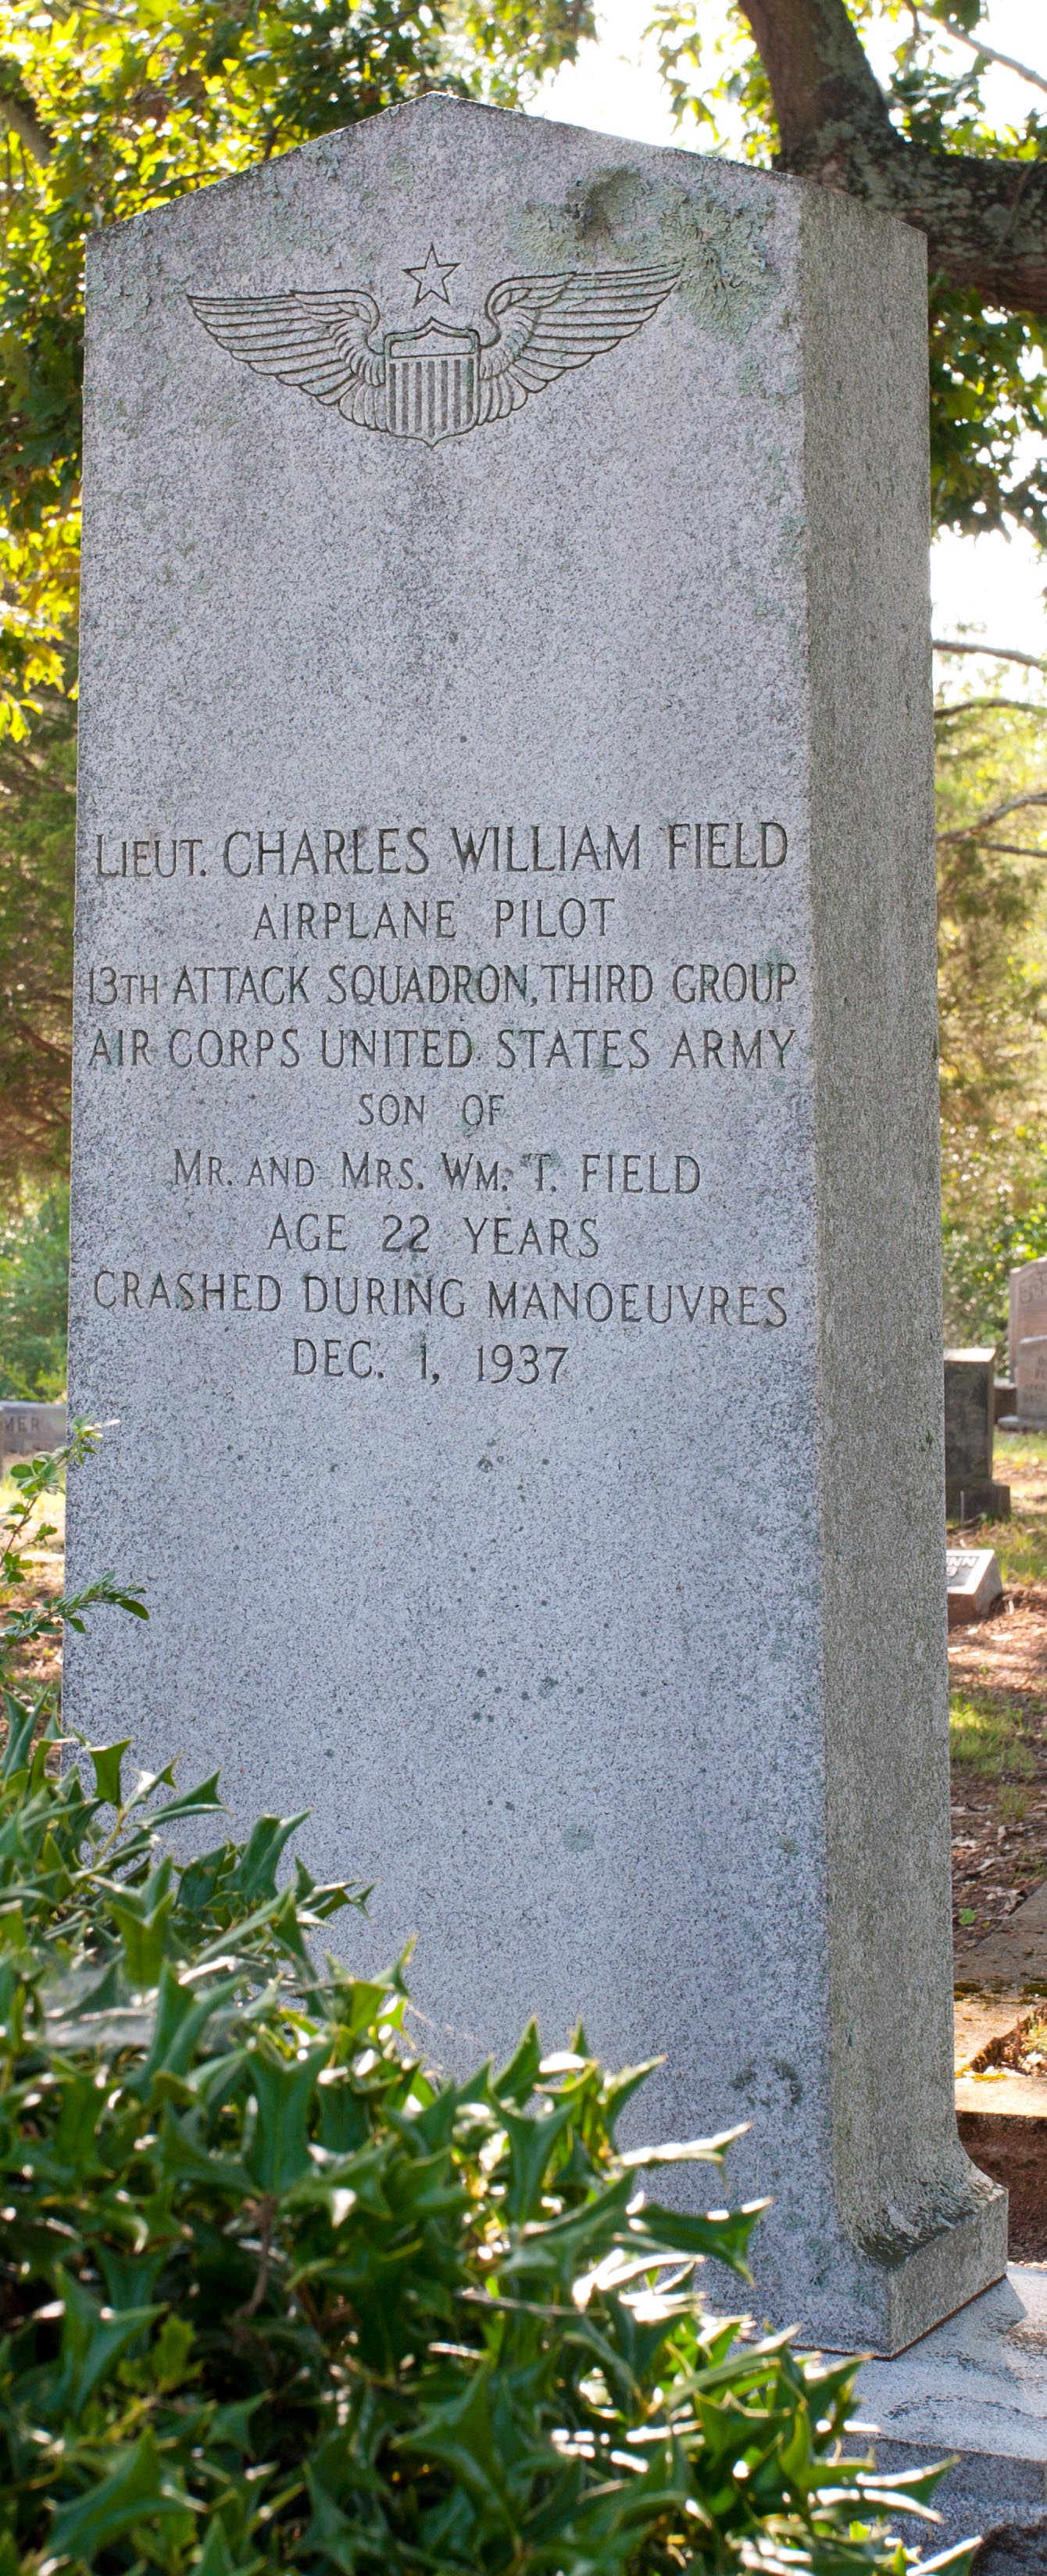 LIEUT. CHARLES WILLIAM FIELD
AIRPLANE PILOT
13TH ATTACK SQUADRON, THIRD GROUP
AIR CORPS UNITED STATES ARMY
SON OF
MR. AND MRS. WM. T. FIELD
AGE 22 YEARS
CRASHED DURING MANOEUVRES
DEC. 1, 1937